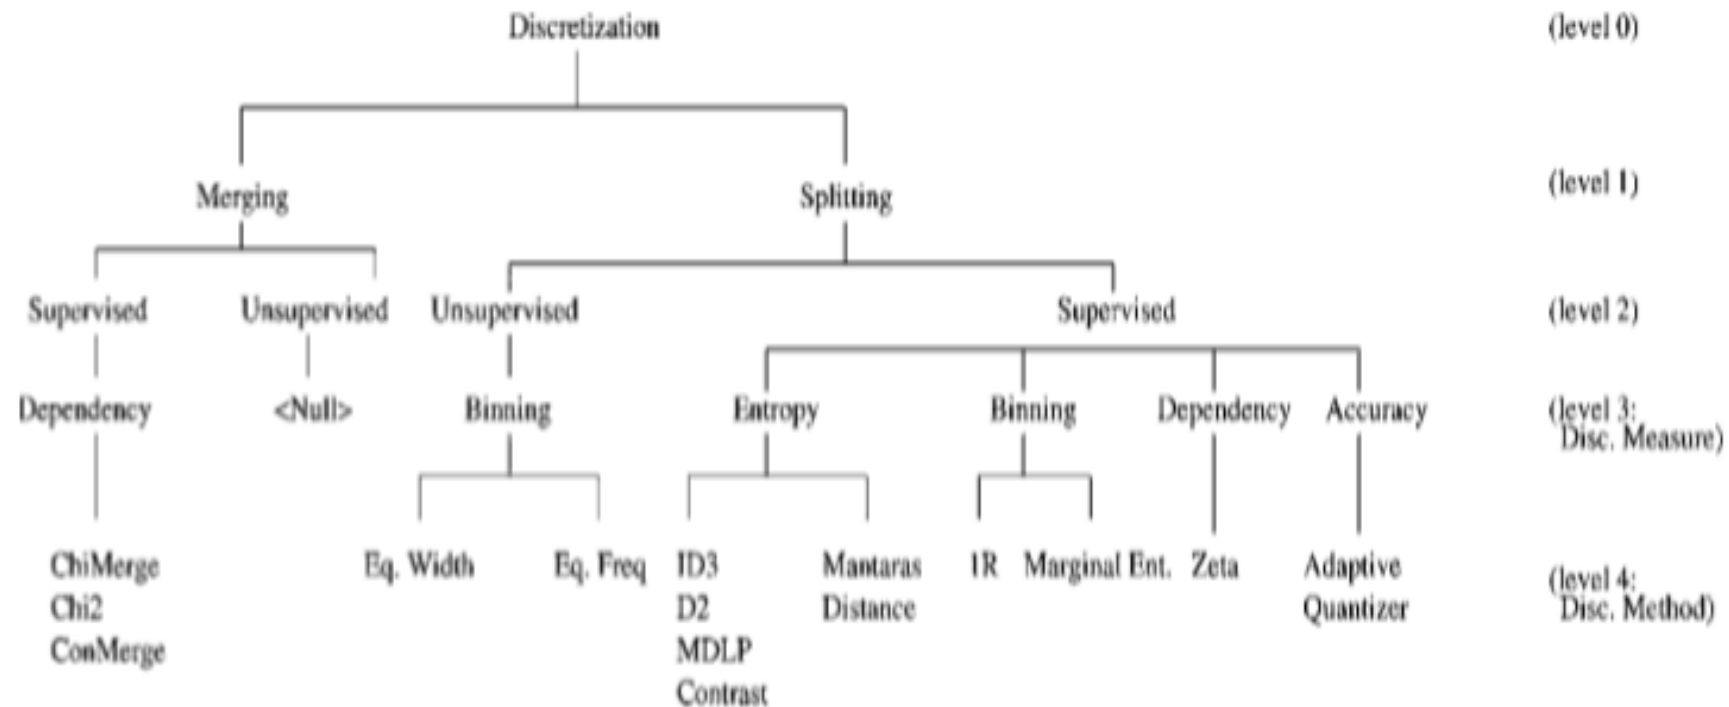 Discretization (level 0)
Merging Splitting (level 1)
Supervised Unsupervised Unsupervised Supervised (level 2)
Dependency <Null> Binning Entropy Binning Dependency Accuracy (level 3:
Disc. Measure)
ChiMerge Eq. Width Eq. Freq ID3 Mantaras 1R Marginal Ent. Zeta Adaptive (level 4:
Chi2 D2 Distance Quantizer Disc. Method)
ConMerge MDLP
Contrast